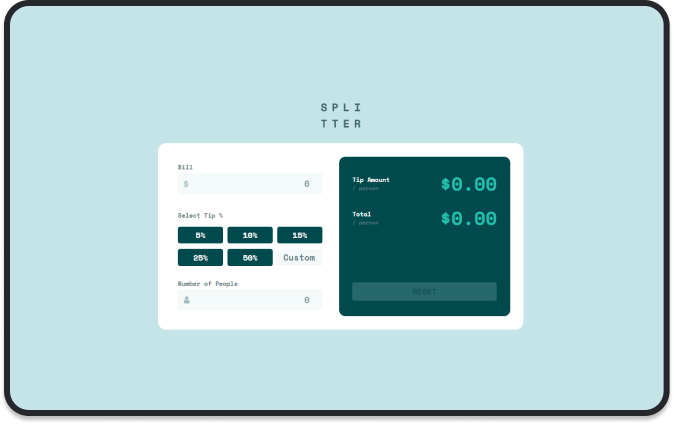 SPLI
TTER
Bill
$ 0
Select Tip %
5% 10% 15%
25% 50% Custom
Number of People
0
Tip Amount
/ person
$0.00
Total
/ person
$0.00
RESET